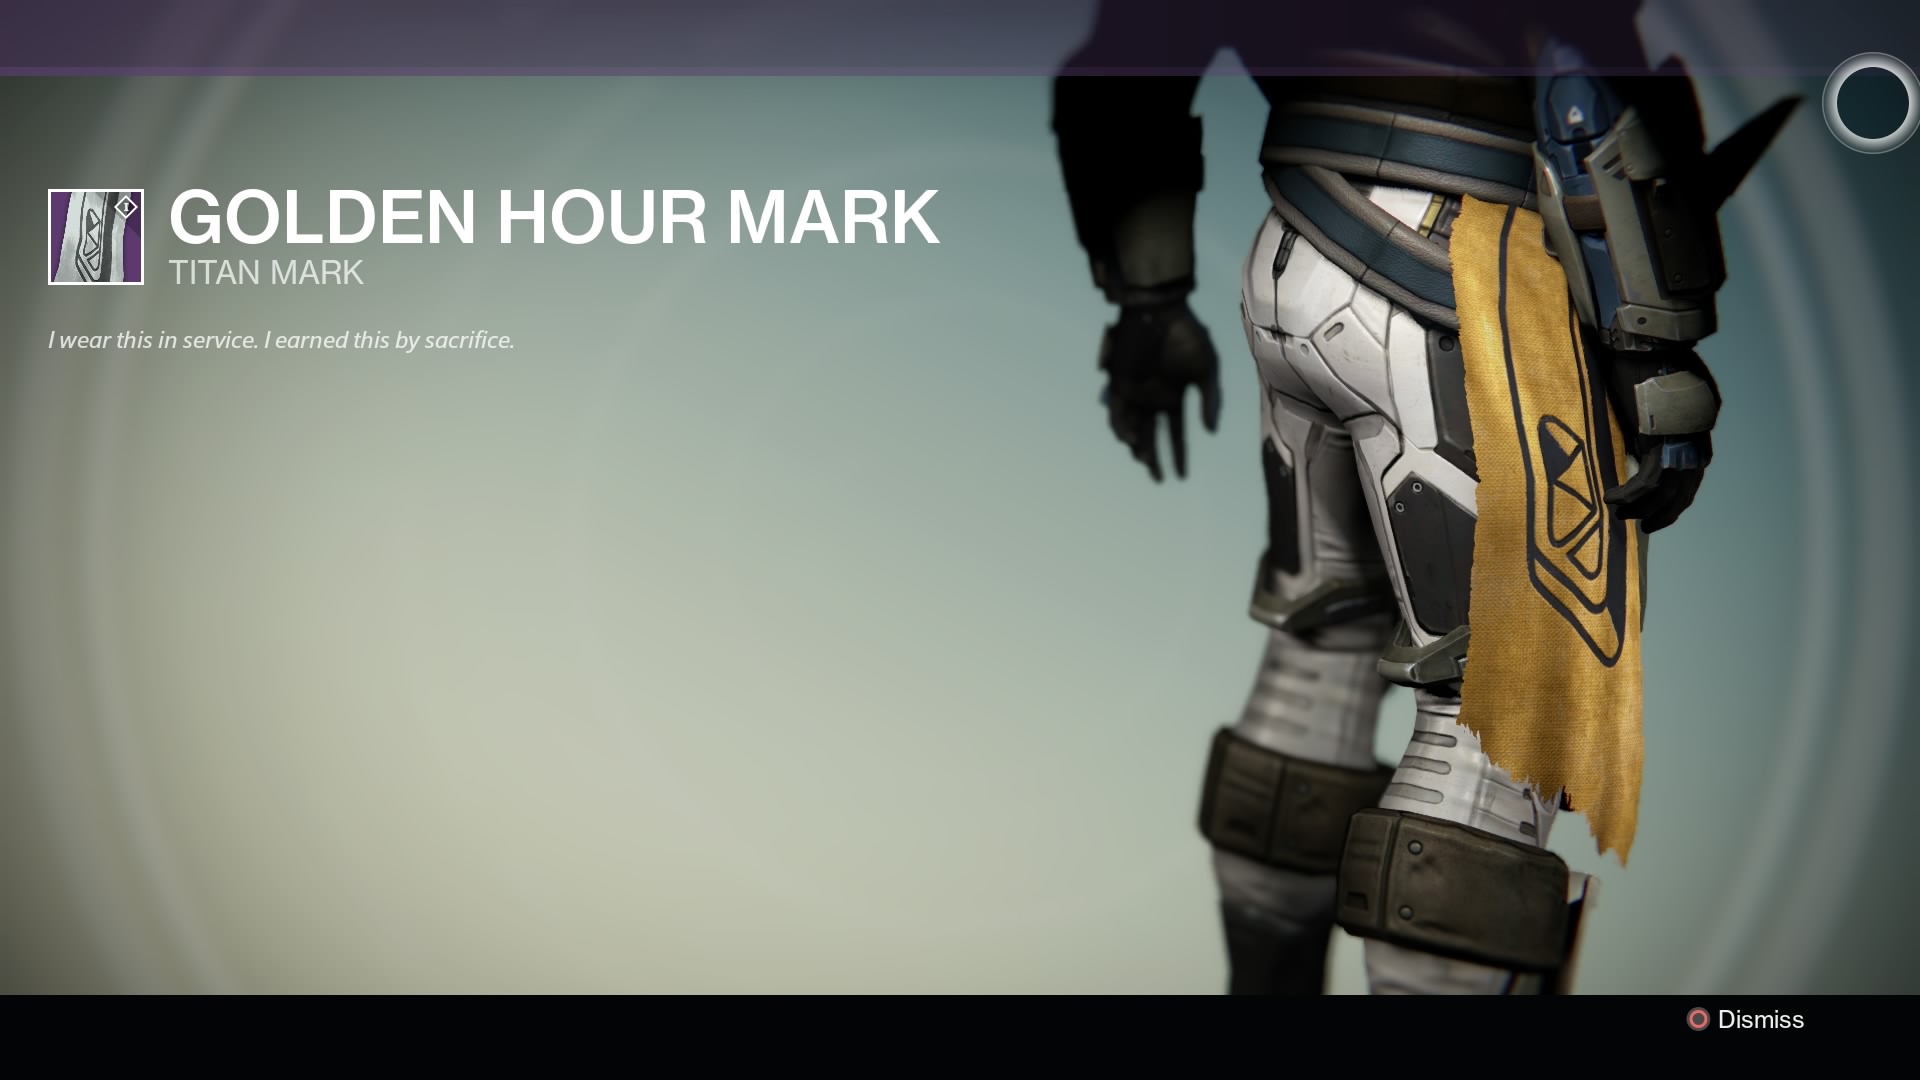 GOLDEN HOUR MARK
TITAN MARK
I wear this in service. I earned this by sacrifice.
Dismiss